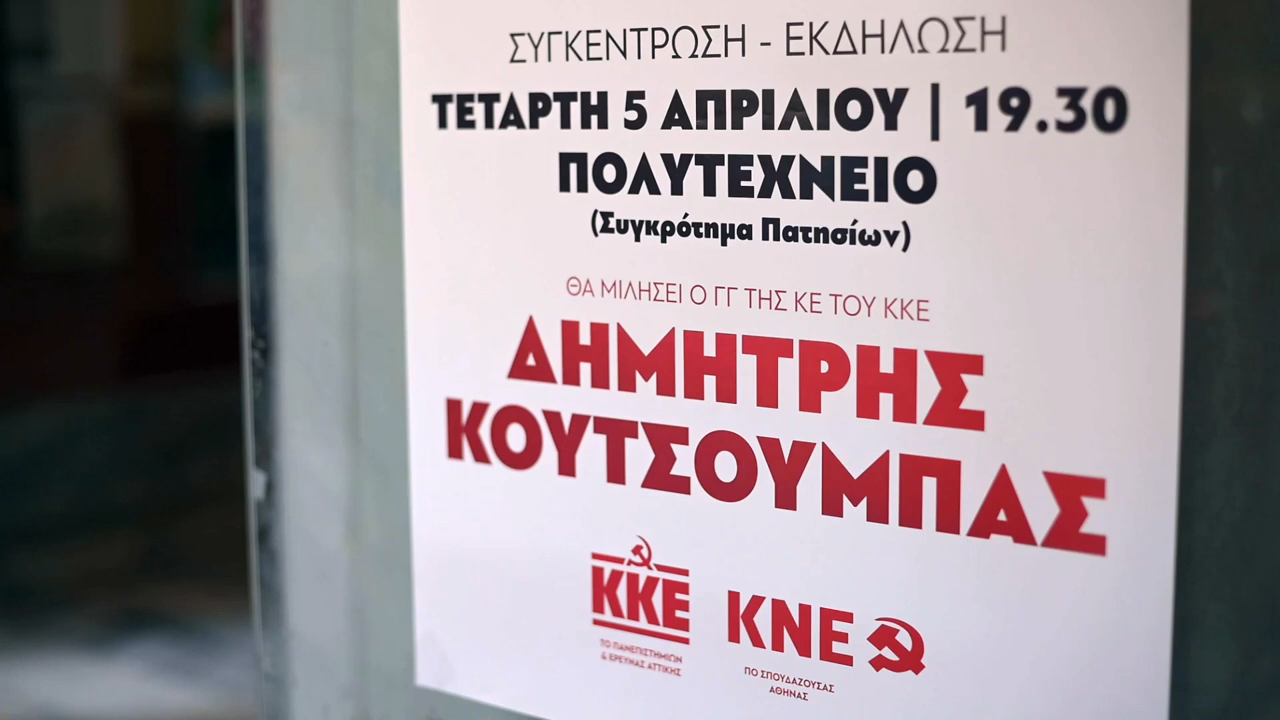 ΣΥΓΚΕΝΤΡΩΣΗ - ΕΚΔΗΛΩΣΗ
ΤΕΤΑΡΤΗ 5 ΑΠΡΙΛΙΟΥ | 19.30
ΠΟΛΥΤΕΧΝΕΙΟ
(Συγκρότημα Πατησίων)
ΘΑ ΜΙΛΗΣΕΙ Ο ΓΓ ΤΗΣ ΚΕ ΤΟΥ ΚΚΕ
ΔΗΜΗΤΡΗΣ
ΚΟΥΤΣΟΥΜΠΑΣ
ΚΚΕ
ΤΟ ΠΑΝΕΠΙΣΤΗΜΙΩΝ
& ΕΡΕΥΝΑΣ ΑΤΤΙΚΗΣ
ΚΝΕ
ΠΟ ΣΠΟΥΔΑΖΟΥΣΑΣ
ΑΘΗΝΑΣ